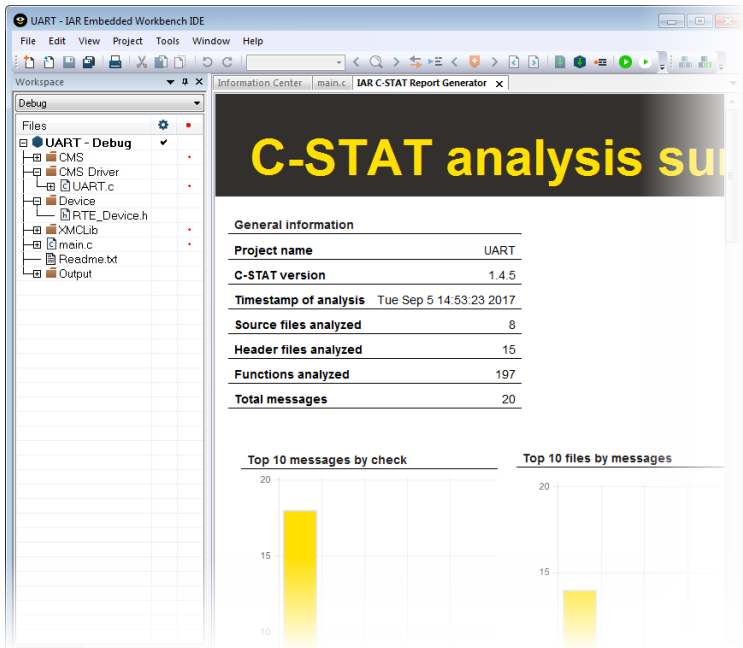 UART - IAR Embedded Workbench IDE
File Edit View Project Tools Window Help
Workspace
Information Center main.c IAR C-STAT Report Generator
Debug
Files
UART - Debug
CMS
CMS Driver
UART.c
Device
RTE_Device.h
XMCLib
main.c
Readme.txt
Output
C-STAT analysis su
General information
Project name UART
C-STAT version 1.4.5
Timestamp of analysis Tue Sep 5 14:53:23 2017
Source files analyzed 8
Header files analyzed 15
Functions analyzed 197
Total messages 20
Top 10 messages by check
20
15
10
Top 10 files by messages
20
15